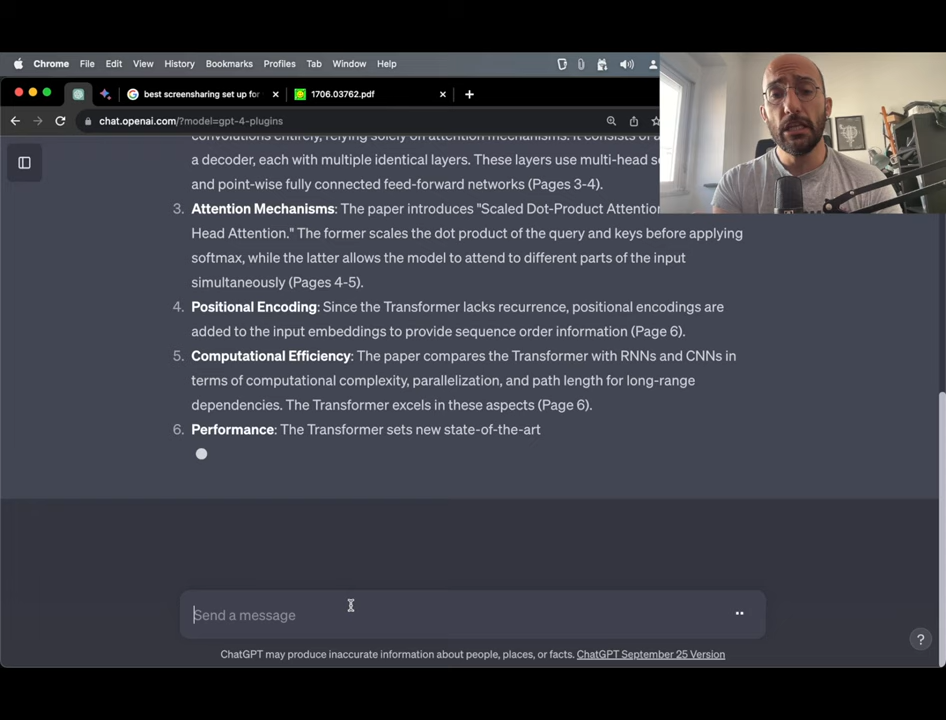 Chrome File Edit View History Bookmarks Profiles Tab Window Help
best screensharing set up for
1706.03762.pdf
chat.openai.com/?model=gpt-4-plugins
convolutions entirely, relying solely on attention mechanisms. It consists of
a decoder, each with multiple identical layers. These layers use multi-head
and point-wise fully connected feed-forward networks (Pages 3-4).
3. Attention Mechanisms: The paper introduces "Scaled Dot-Product Attention
Head Attention." The former scales the dot product of the query and keys before applying
softmax, while the latter allows the model to attend to different parts of the input
simultaneously (Pages 4-5).
4. Positional Encoding: Since the Transformer lacks recurrence, positional encodings are
added to the input embeddings to provide sequence order information (Page 6).
5. Computational Efficiency: The paper compares the Transformer with RNNs and CNNs in
terms of computational complexity, parallelization, and path length for long-range
dependencies. The Transformer excels in these aspects (Page 6).
6. Performance: The Transformer sets new state-of-the-art
Send a message
ChatGPT may produce inaccurate information about people, places, or facts. ChatGPT September 25 Version
?